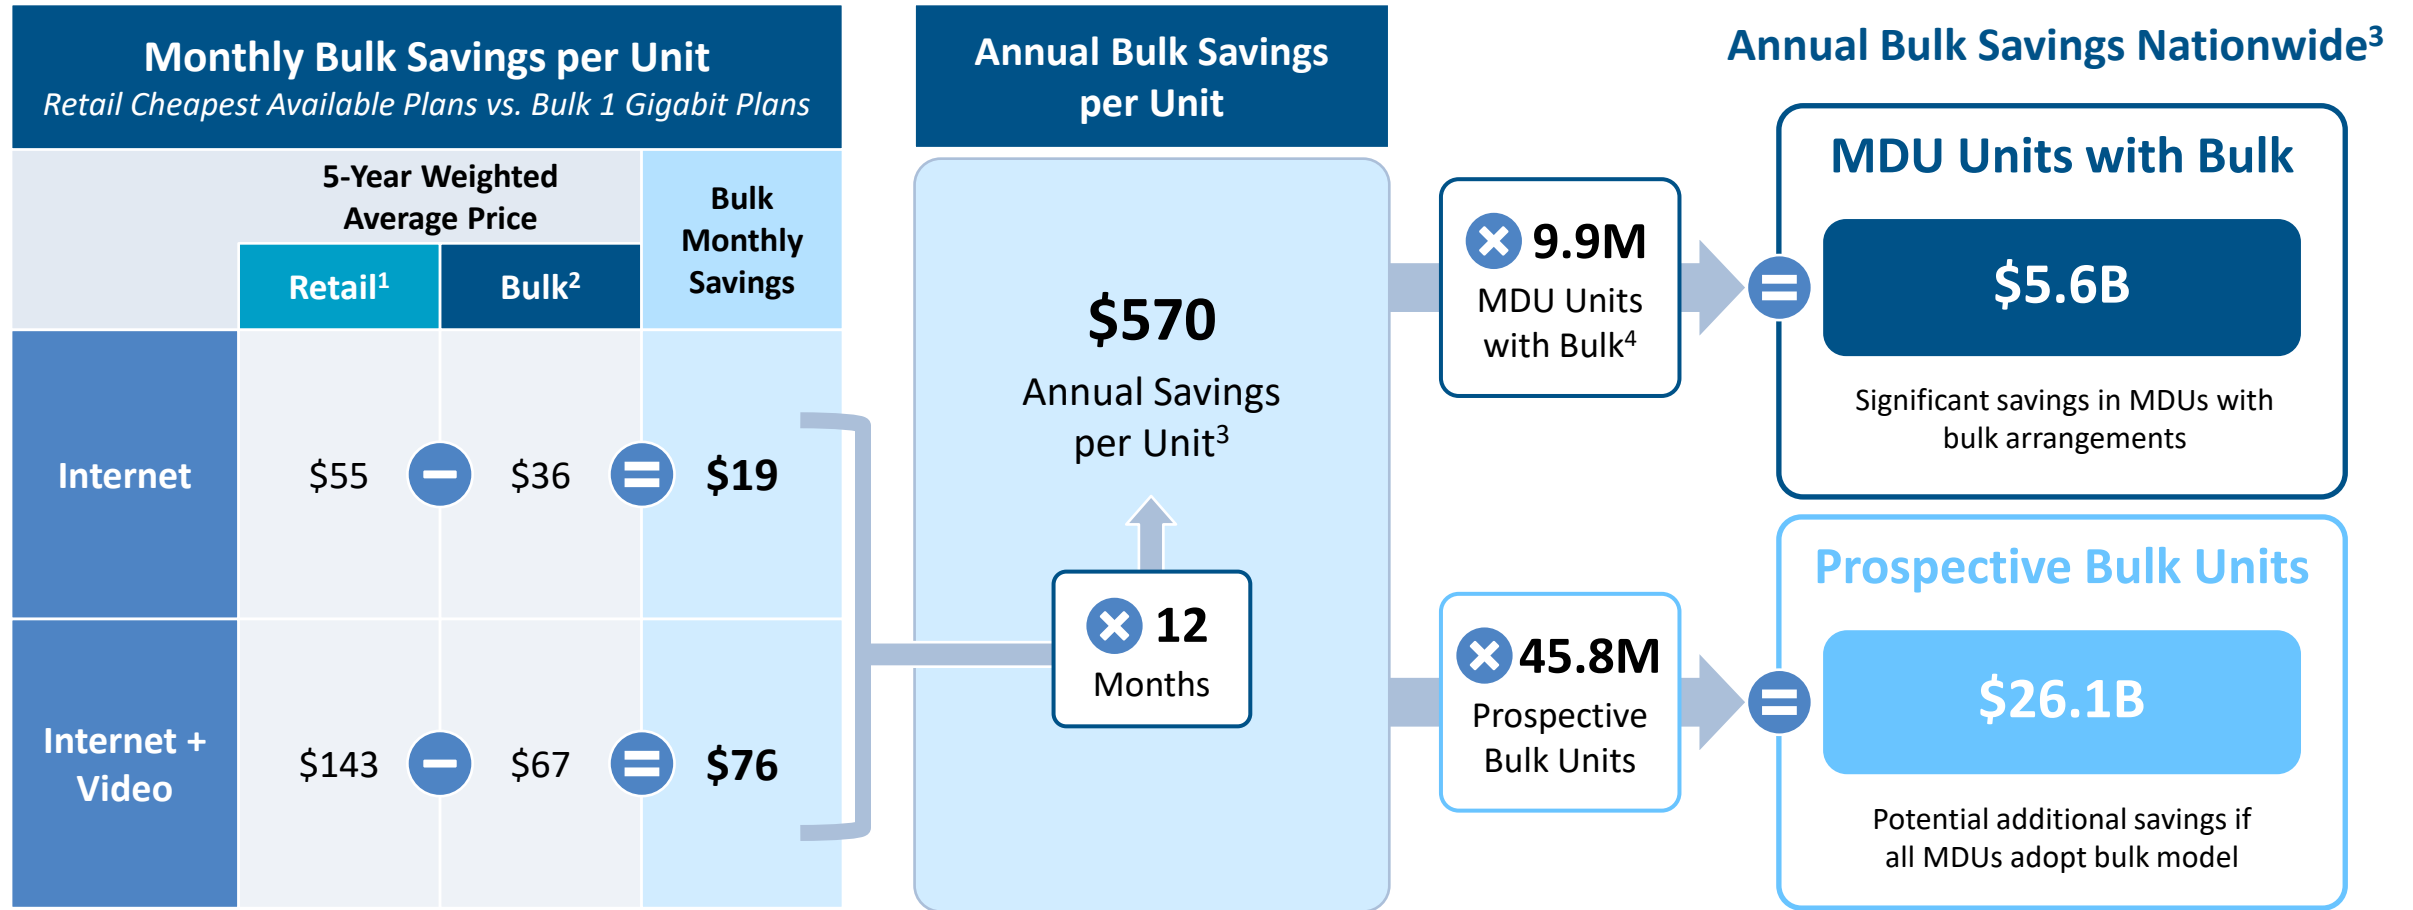 Monthly Bulk Savings per Unit
Retail Cheapest Available Plans vs. Bulk 1 Gigabit Plans
5-Year Weighted
Average Price
Retail¹
Bulk²
Bulk
Monthly
Savings
Internet
$55 − $36 = $19
Internet +
Video
$143 − $67 = $76
Annual Bulk Savings
per Unit
$570
Annual Savings
per Unit³
× 12
Months
Annual Bulk Savings Nationwide³
× 9.9M
MDU Units
with Bulk⁴
=
MDU Units with Bulk
$5.6B
Significant savings in MDUs with
bulk arrangements
× 45.8M
Prospective
Bulk Units
=
Prospective Bulk Units
$26.1B
Potential additional savings if
all MDUs adopt bulk model